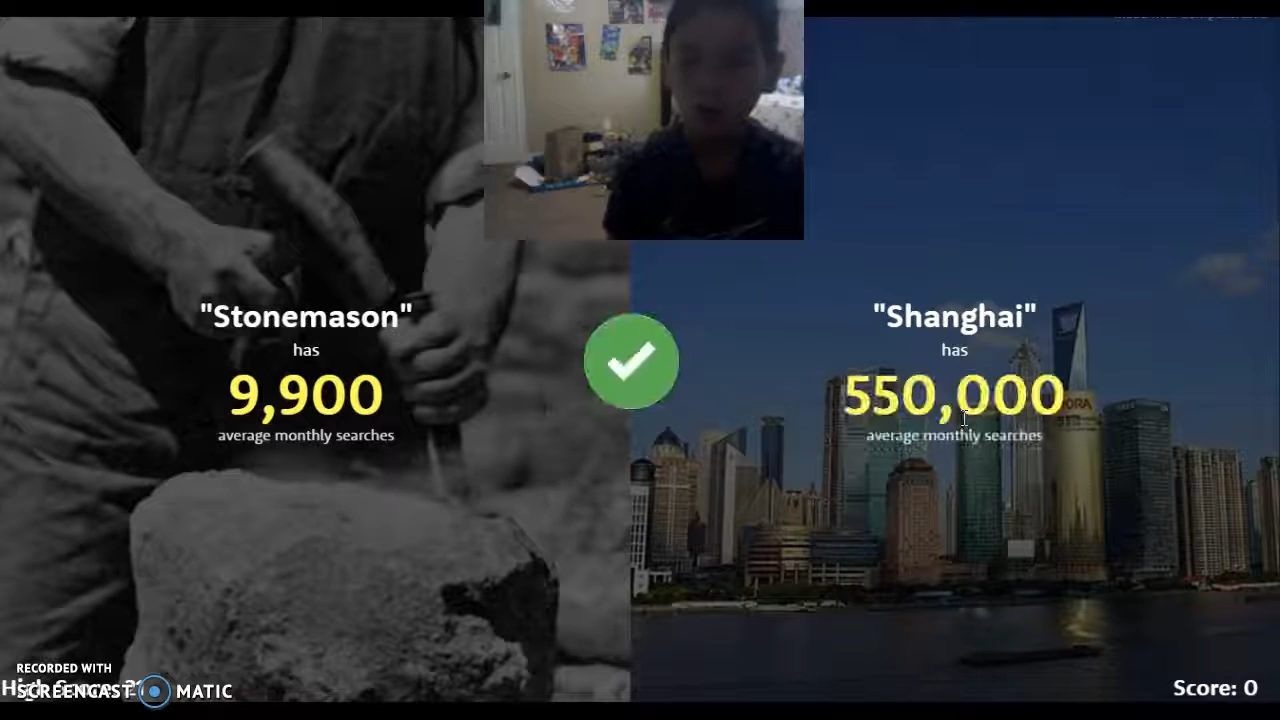 "Stonemason"
has
9,900
average monthly searches
"Shanghai"
has
550,000
average monthly searches
RECORDED WITH
SCREENCAST MATIC
Score: 0